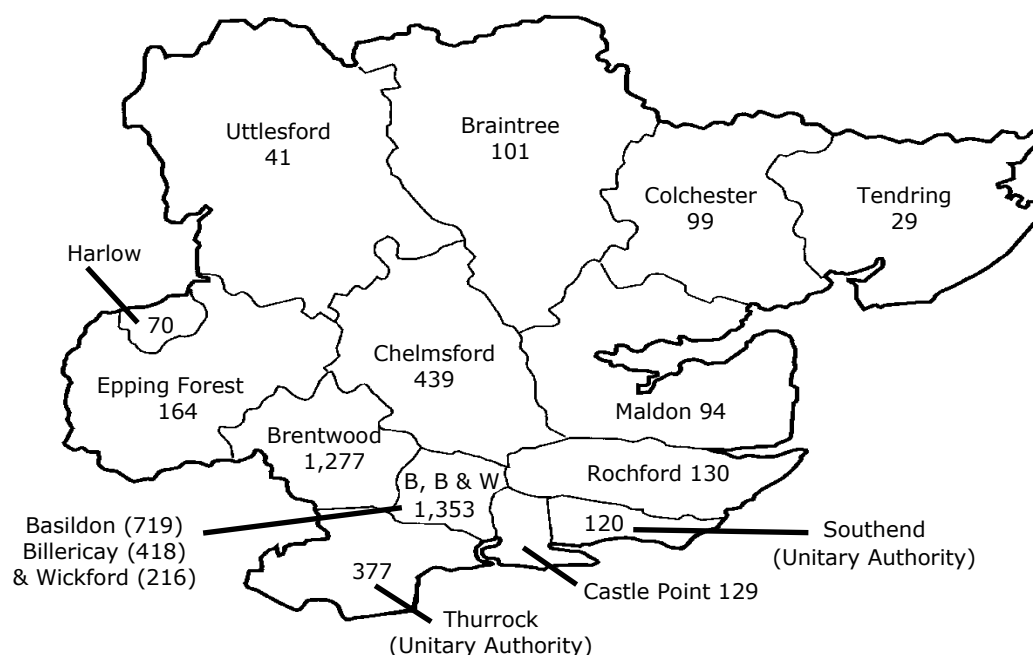 Uttlesford
41
Braintree
101
Colchester
99
Tendring
29
Harlow
70
Epping Forest
164
Chelmsford
439
Maldon 94
Brentwood
1,277
B, B & W
1,353
Rochford 130
Basildon (719)
Billericay (418)
& Wickford (216)
120
Southend
(Unitary Authority)
377
Castle Point 129
Thurrock
(Unitary Authority)